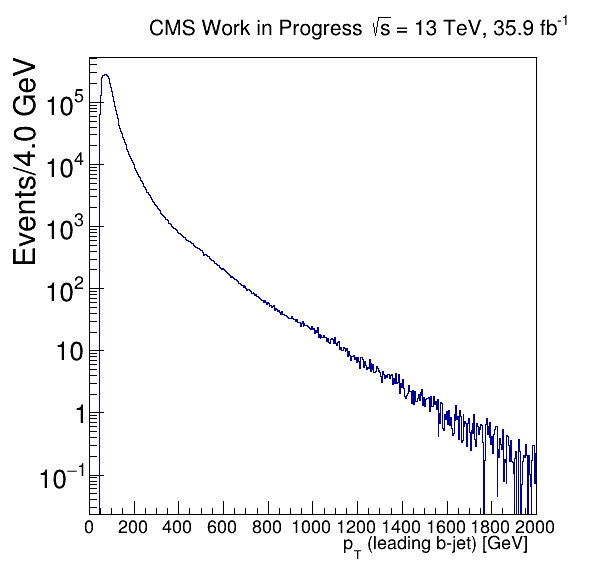 CMS Work in Progress √s = 13 TeV, 35.9 fb⁻¹
Events/4.0 GeV
10⁵
10⁴
10³
10²
10
1
10⁻¹
0 200 400 600 800 1000 1200 1400 1600 1800 2000
p_T (leading b-jet) [GeV]